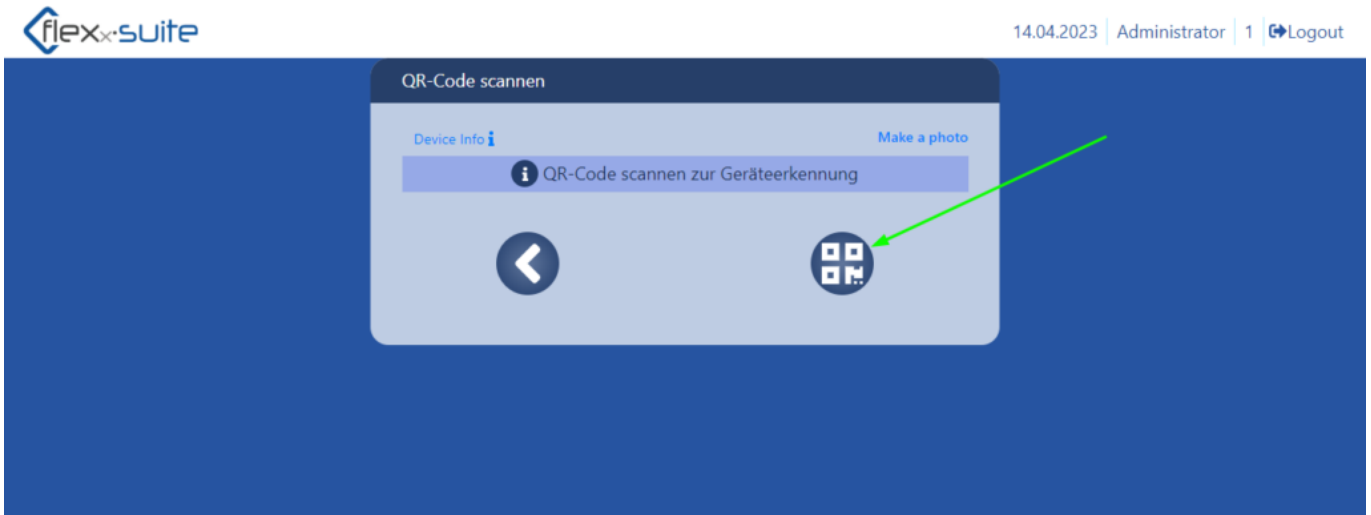 flexx·suite
14.04.2023 Administrator 1 Logout
QR-Code scannen
Device Info
Make a photo
QR-Code scannen zur Geräteerkennung